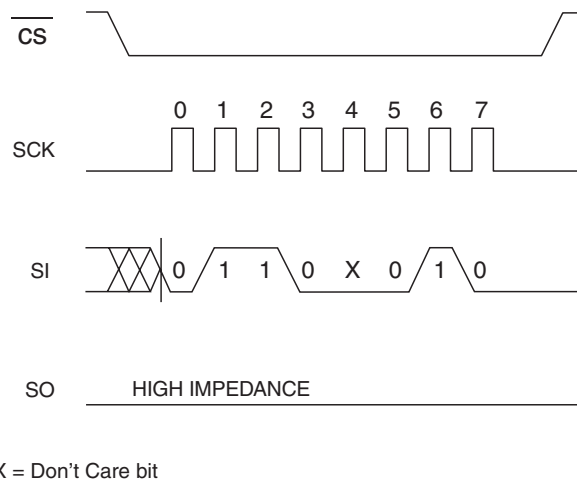 CS
0 1 2 3 4 5 6 7
SCK
SI 0 1 1 0 X 0 1 0
SO HIGH IMPEDANCE
X = Don't Care bit